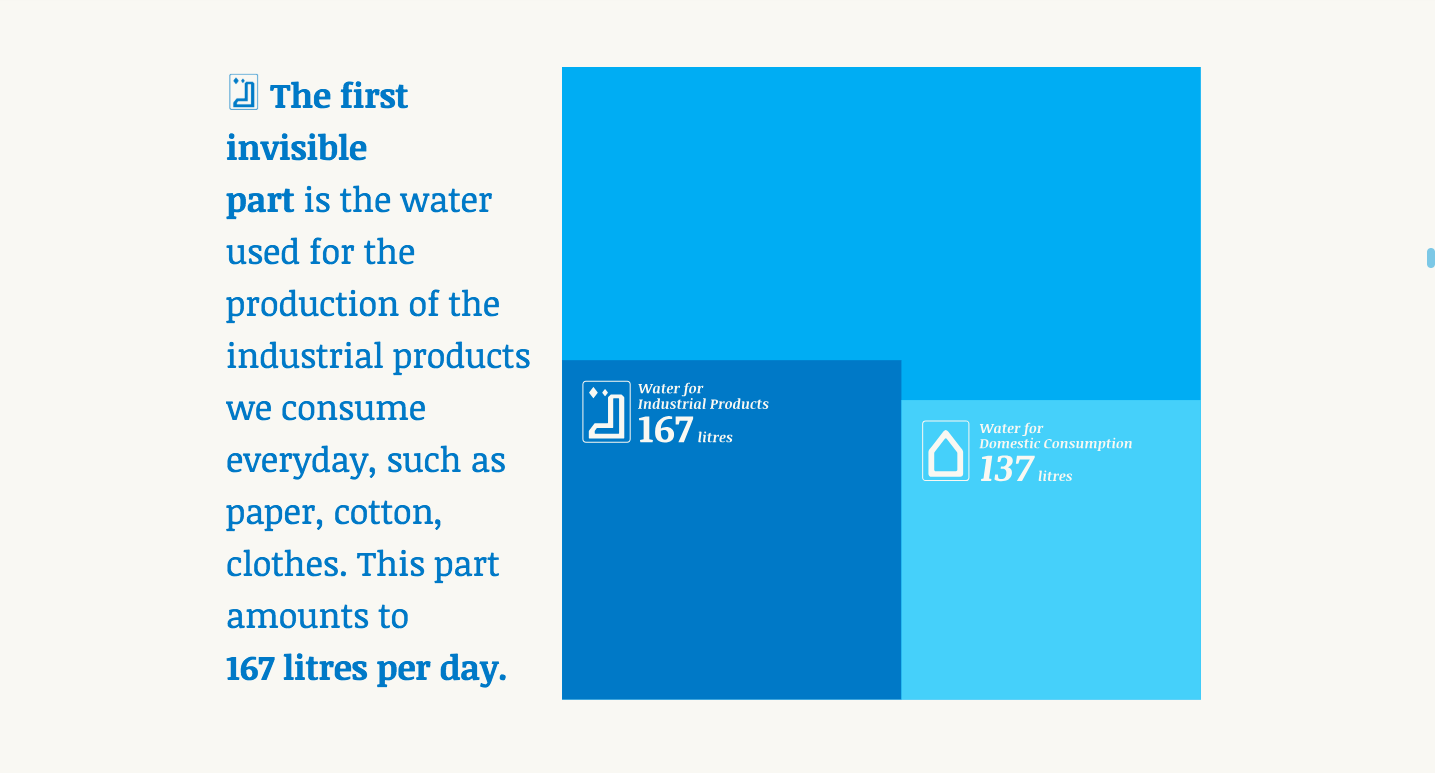 The first
invisible
part is the water
used for the
production of the
industrial products
we consume
everyday, such as
paper, cotton,
clothes. This part
amounts to
167 litres per day.
Water for
Industrial Products
167 litres
Water for
Domestic Consumption
137 litres